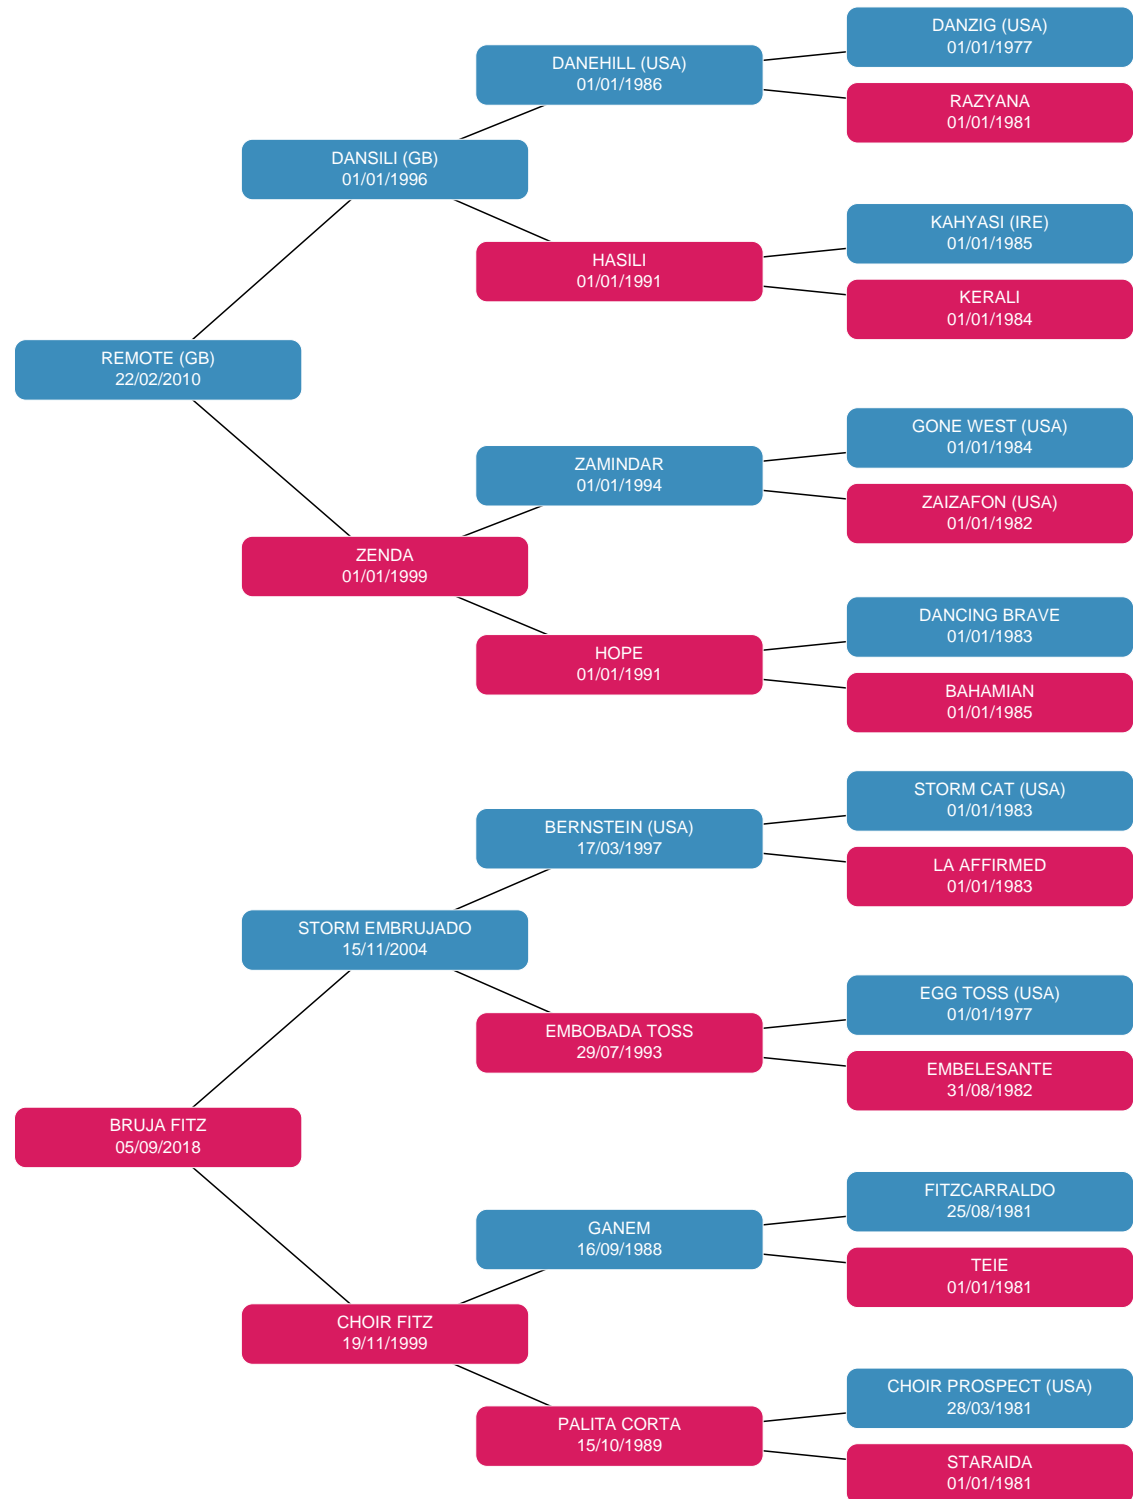 DANZIG (USA)
01/01/1977
DANEHILL (USA)
01/01/1986
RAZYANA
01/01/1981
DANSILI (GB)
01/01/1996
KAHYASI (IRE)
01/01/1985
HASILI
01/01/1991
KERALI
01/01/1984
REMOTE (GB)
22/02/2010
GONE WEST (USA)
01/01/1984
ZAMINDAR
01/01/1994
ZAIZAFON (USA)
01/01/1982
ZENDA
01/01/1999
DANCING BRAVE
01/01/1983
HOPE
01/01/1991
BAHAMIAN
01/01/1985
STORM CAT (USA)
01/01/1983
BERNSTEIN (USA)
17/03/1997
LA AFFIRMED
01/01/1983
STORM EMBRUJADO
15/11/2004
EGG TOSS (USA)
01/01/1977
EMBOBADA TOSS
29/07/1993
EMBELESANTE
31/08/1982
BRUJA FITZ
05/09/2018
FITZCARRALDO
25/08/1981
GANEM
16/09/1988
TEIE
01/01/1981
CHOIR FITZ
19/11/1999
CHOIR PROSPECT (USA)
28/03/1981
PALITA CORTA
15/10/1989
STARAIDA
01/01/1981